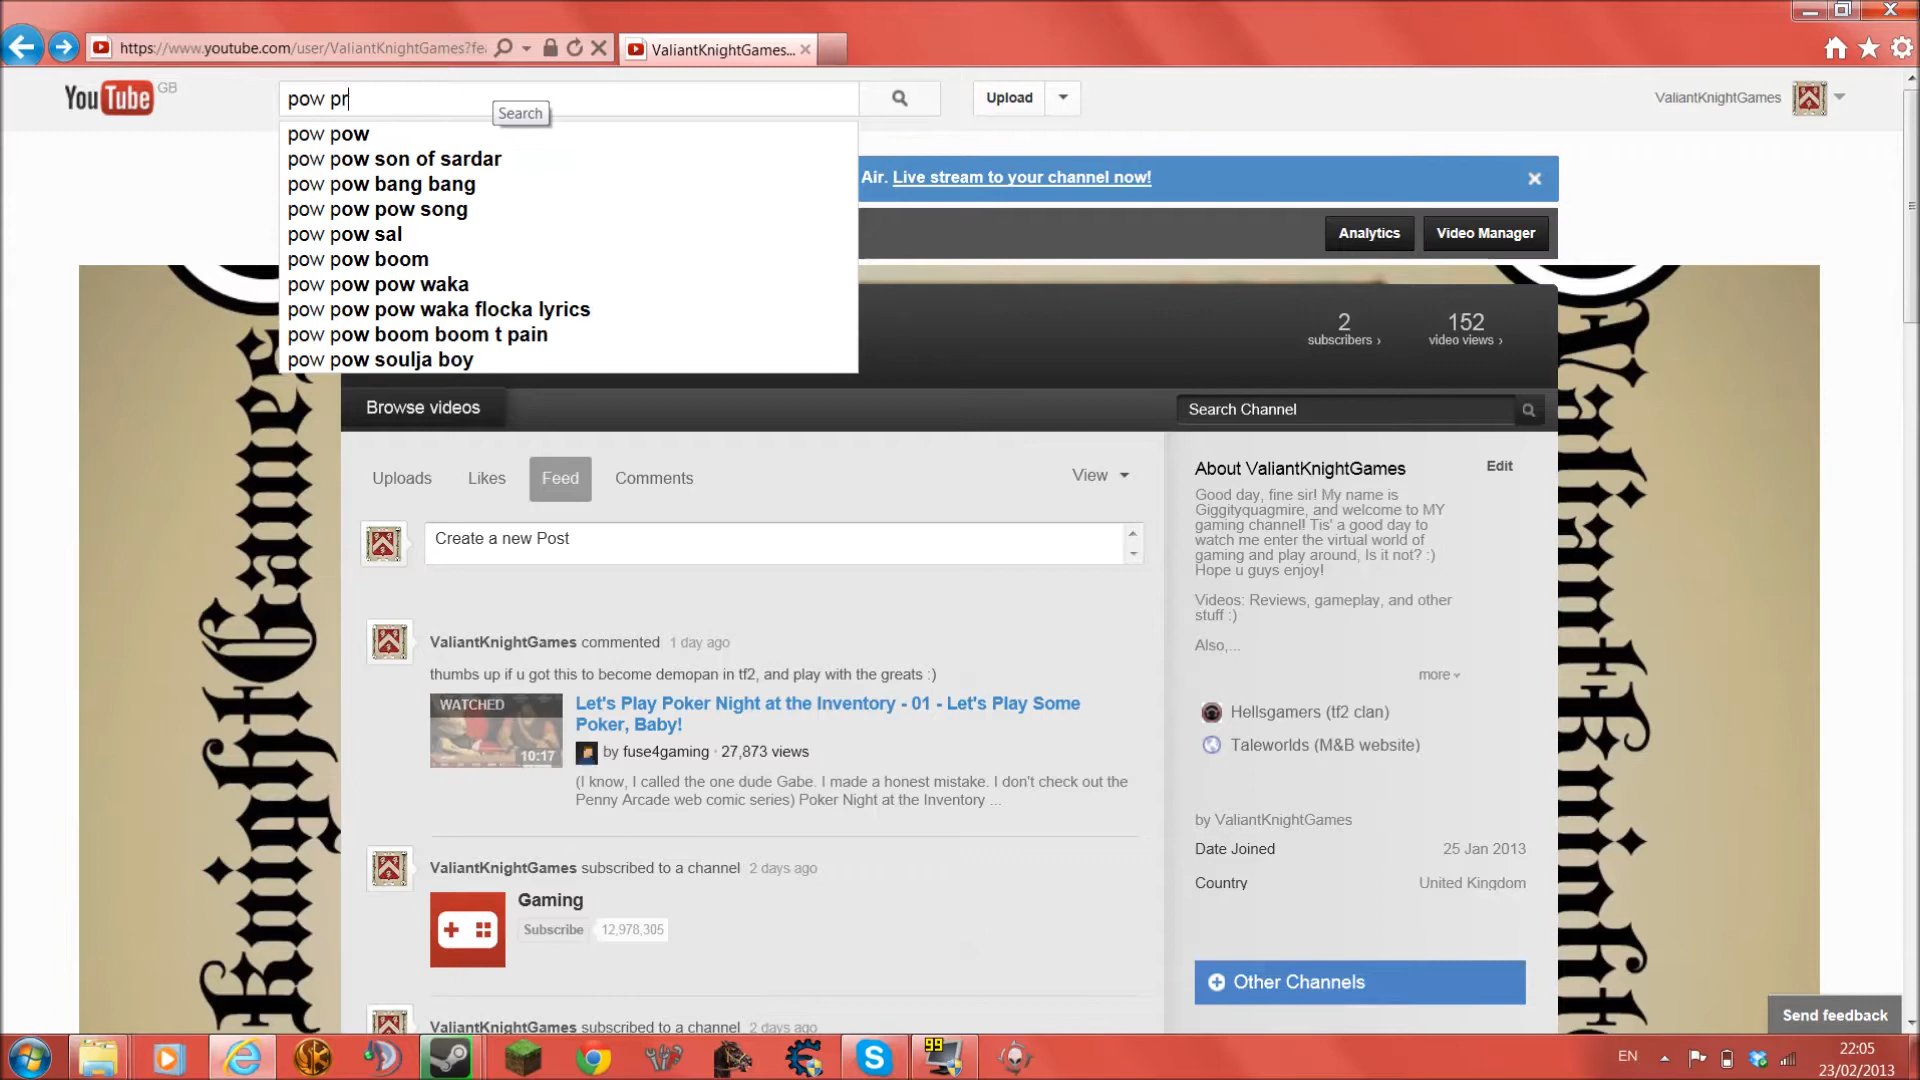 https://www.youtube.com/user/ValiantKnightGames?fe
ValiantKnightGames...
YouTube GB
pow pr
Search
Upload
ValiantKnightGames
pow pow
pow pow son of sardar
pow pow bang bang
pow pow pow song
pow pow sal
pow pow boom
pow pow pow waka
pow pow pow waka flocka lyrics
pow pow boom boom t pain
pow pow soulja boy
Air. Live stream to your channel now!
Analytics
Video Manager
2
subscribers ›
152
video views ›
Browse videos
Search Channel
Uploads
Likes
Feed
Comments
View
Create a new Post
ValiantKnightGames commented 1 day ago
thumbs up if u got this to become demopan in tf2, and play with the greats :)
WATCHED
10:17
Let's Play Poker Night at the Inventory - 01 - Let's Play Some
Poker, Baby!
by fuse4gaming · 27,873 views
(I know, I called the one dude Gabe. I made a honest mistake. I don't check out the
Penny Arcade web comic series) Poker Night at the Inventory ...
ValiantKnightGames subscribed to a channel 2 days ago
Gaming
Subscribe
12,978,305
ValiantKnightGames subscribed to a channel 2 days ago
About ValiantKnightGames
Edit
Good day, fine sir! My name is
Giggityquagmire, and welcome to MY
gaming channel! Tis' a good day to
watch me enter the virtual world of
gaming and play around, Is it not? :)
Hope u guys enjoy!
Videos: Reviews, gameplay, and other
stuff :)
Also,...
more
Hellsgamers (tf2 clan)
Taleworlds (M&B website)
by ValiantKnightGames
Date Joined
25 Jan 2013
Country
United Kingdom
Other Channels
Send feedback
99
EN
22:05
23/02/2013